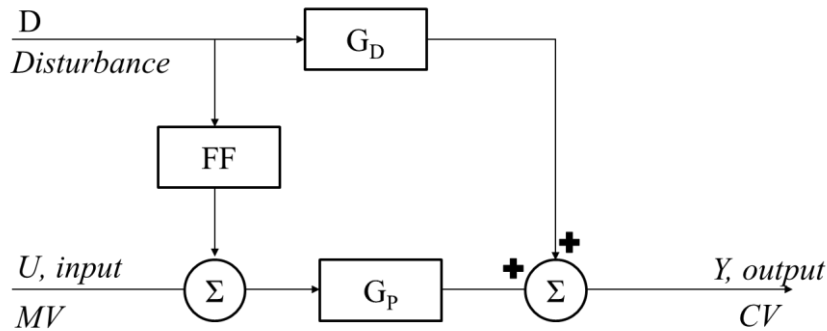 D
Disturbance
G_D
FF
U, input
MV
Σ
G_P
+
+
Σ
Y, output
CV